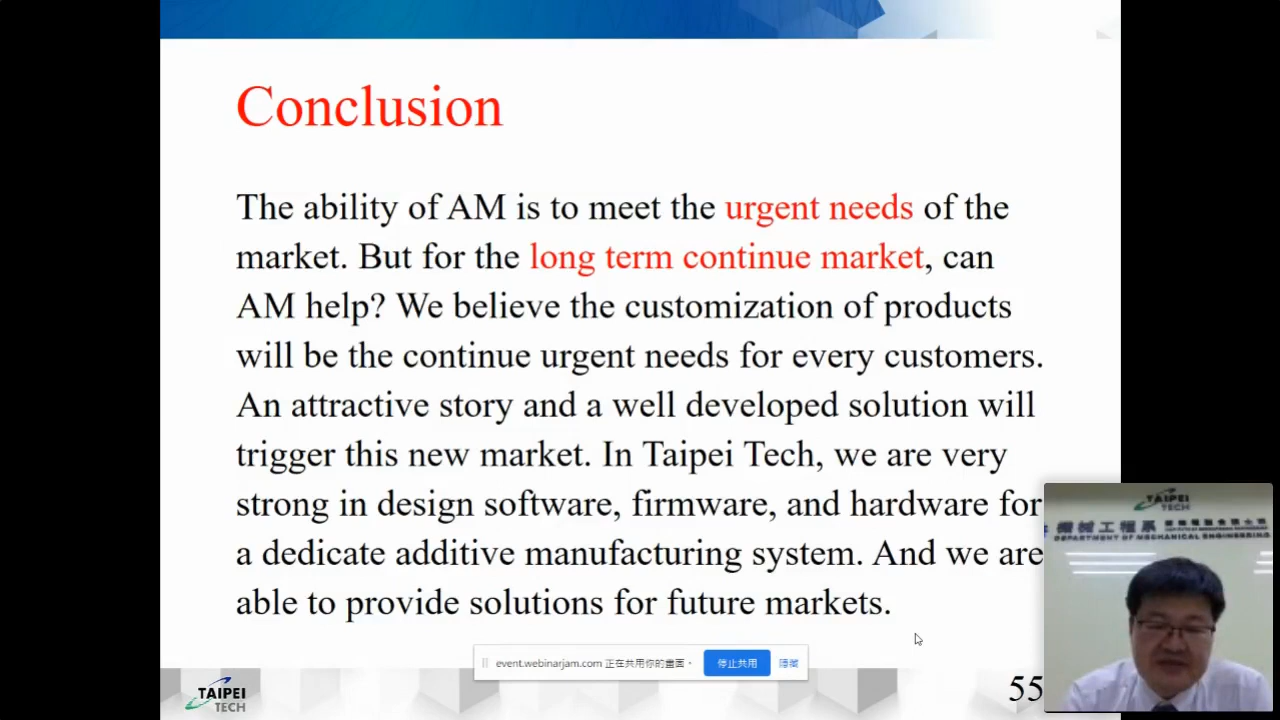 Conclusion
The ability of AM is to meet the urgent needs of the
market. But for the long term continue market, can
AM help? We believe the customization of products
will be the continue urgent needs for every customers.
An attractive story and a well developed solution will
trigger this new market. In Taipei Tech, we are very
strong in design software, firmware, and hardware for
a dedicate additive manufacturing system. And we are
able to provide solutions for future markets.
TAIPEI
TECH
機械工程系
DEPARTMENT OF MECHANICAL ENGINEERING
event.webinarjam.com 正在共用你的畫面。
停止共用
隱藏
TAIPEI
TECH
55